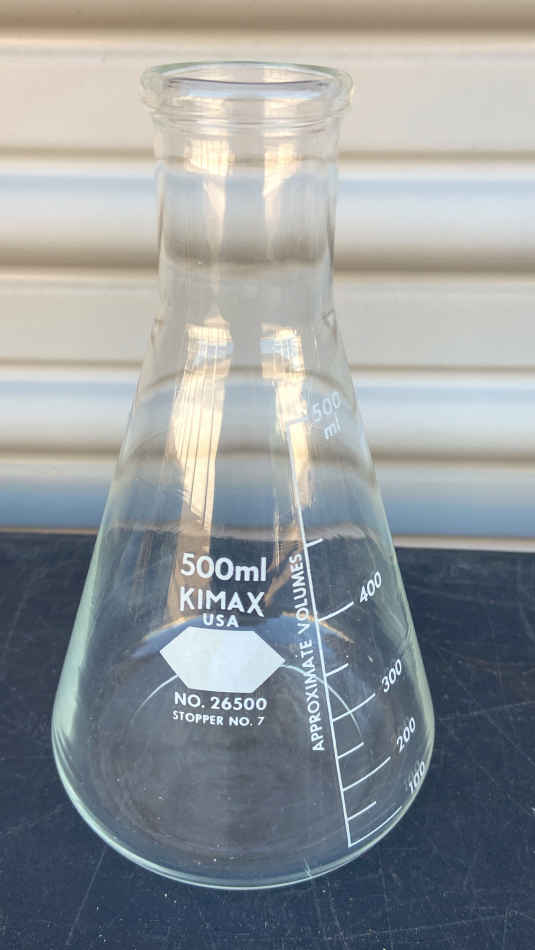 500ml
KIMAX
USA
NO. 26500
STOPPER NO. 7
APPROXIMATE VOLUMES
500
ml
400
300
200
100